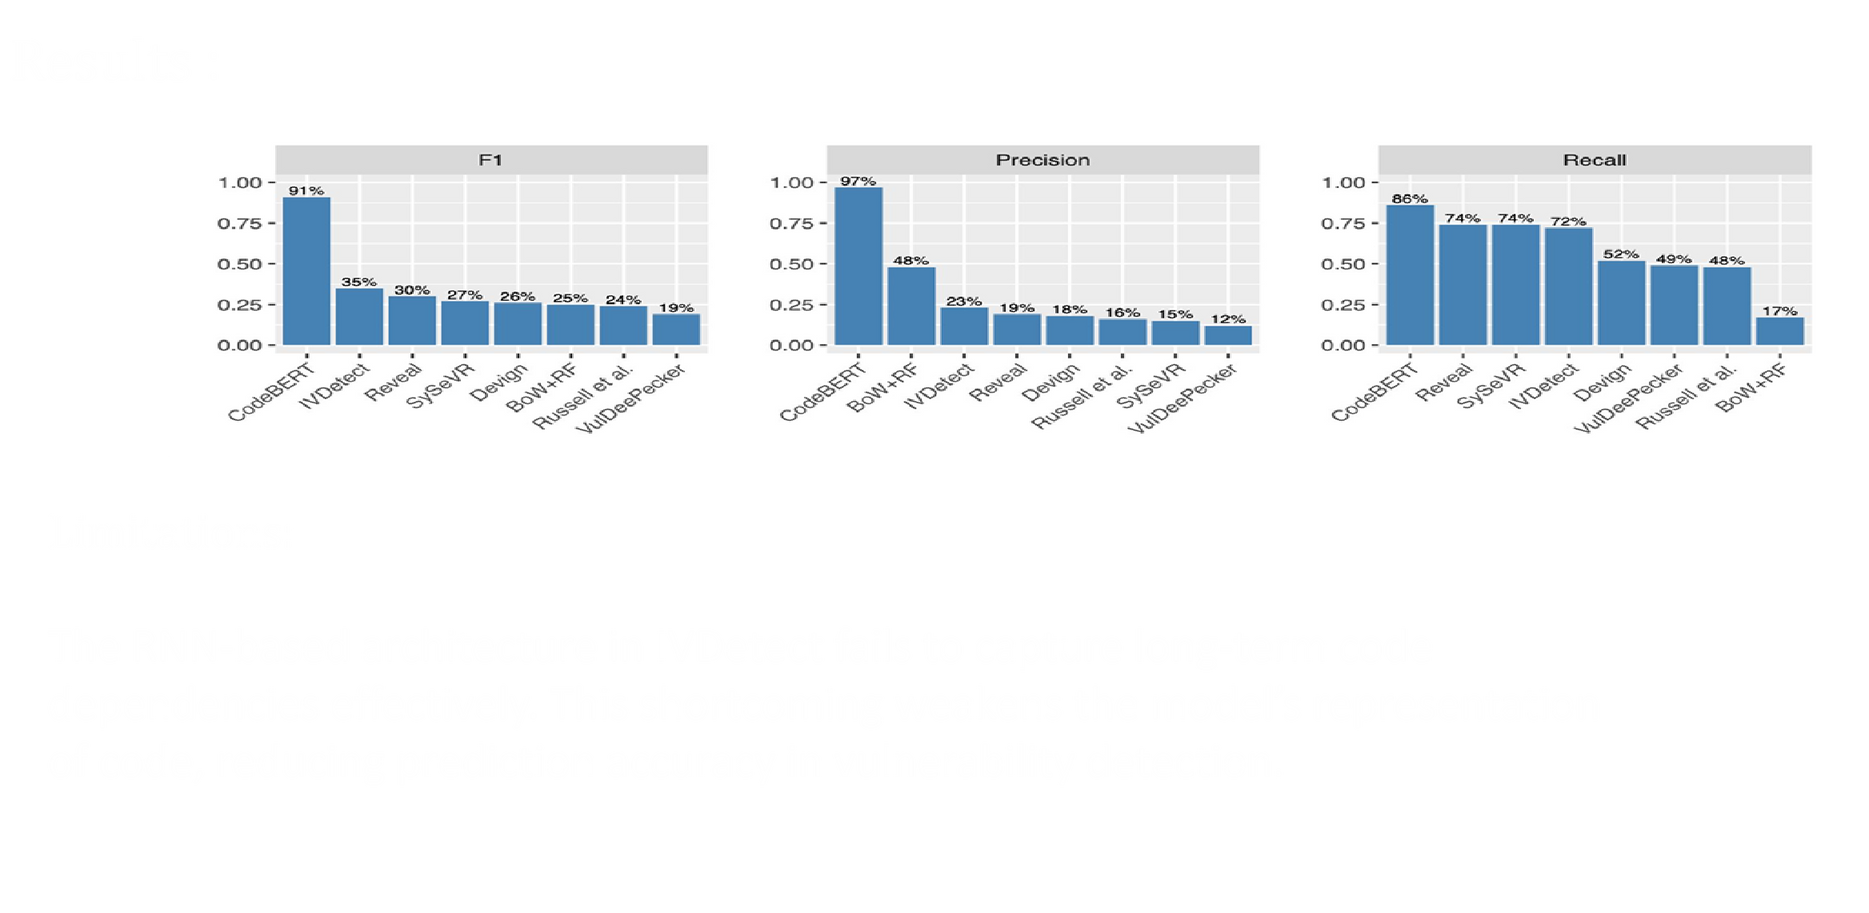 F1
1.00
0.75
0.50
0.25
0.00
91%
35%
30%
27%
26%
25%
24%
19%
CodeBERT
IVDetect
Reveal
SySeVR
Devign
BoW+RF
Russell et al.
VulDeePecker
Precision
1.00
0.75
0.50
0.25
0.00
97%
48%
23%
19%
18%
16%
15%
12%
CodeBERT
BoW+RF
IVDetect
Reveal
Devign
Russell et al.
SySeVR
VulDeePecker
Recall
1.00
0.75
0.50
0.25
0.00
86%
74%
74%
72%
52%
49%
48%
17%
CodeBERT
Reveal
SySeVR
IVDetect
Devign
VulDeePecker
Russell et al.
BoW+RF